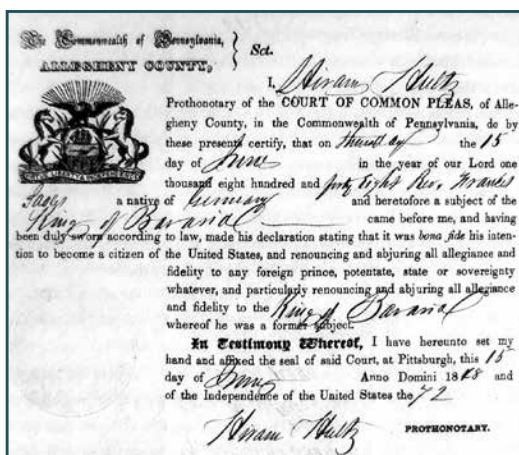 The Commonwealth of Pennsylvania,
ALLEGHENY COUNTY,
Sct.
I, Hiram Hultz
Prothonotary of the COURT OF COMMON PLEAS, of Alle-
gheny County, in the Commonwealth of Pennsylvania, do by
these presents certify, that on Thursday the 15
day of June in the year of our Lord one
thousand eight hundred and forty Eight Rev. Francis
a native of Germany and heretofore a subject of the
King of Bavaria came before me, and having
been duly sworn according to law, made his declaration stating that it was bona fide his inten-
tion to become a citizen of the United States, and renouncing and abjuring all allegiance and
fidelity to any foreign prince, potentate, state or sovereignty
whatever, and particularly renouncing and abjuring all allegiance
and fidelity to the King of Bavaria
whereof he was a former subject.
In Testimony Whereof, I have hereunto set my
hand and affixed the seal of said Court, at Pittsburgh, this 15
day of June Anno Domini 1848 and
of the Independence of the United States the 72
Hiram Hultz PROTHONOTARY.